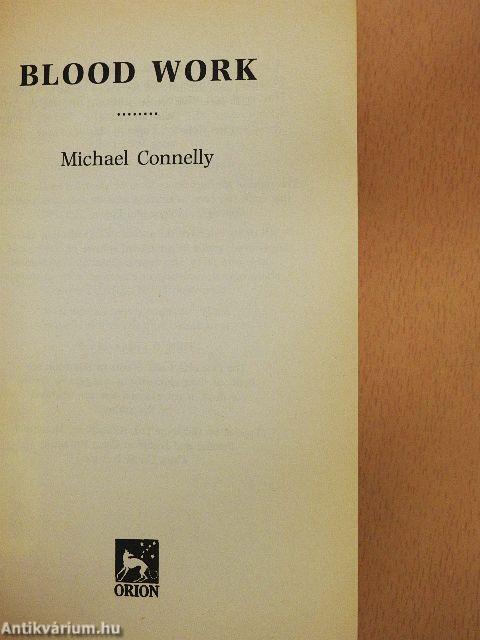 BLOOD WORK
........
Michael Connelly
ORION
Antikvárium.hu